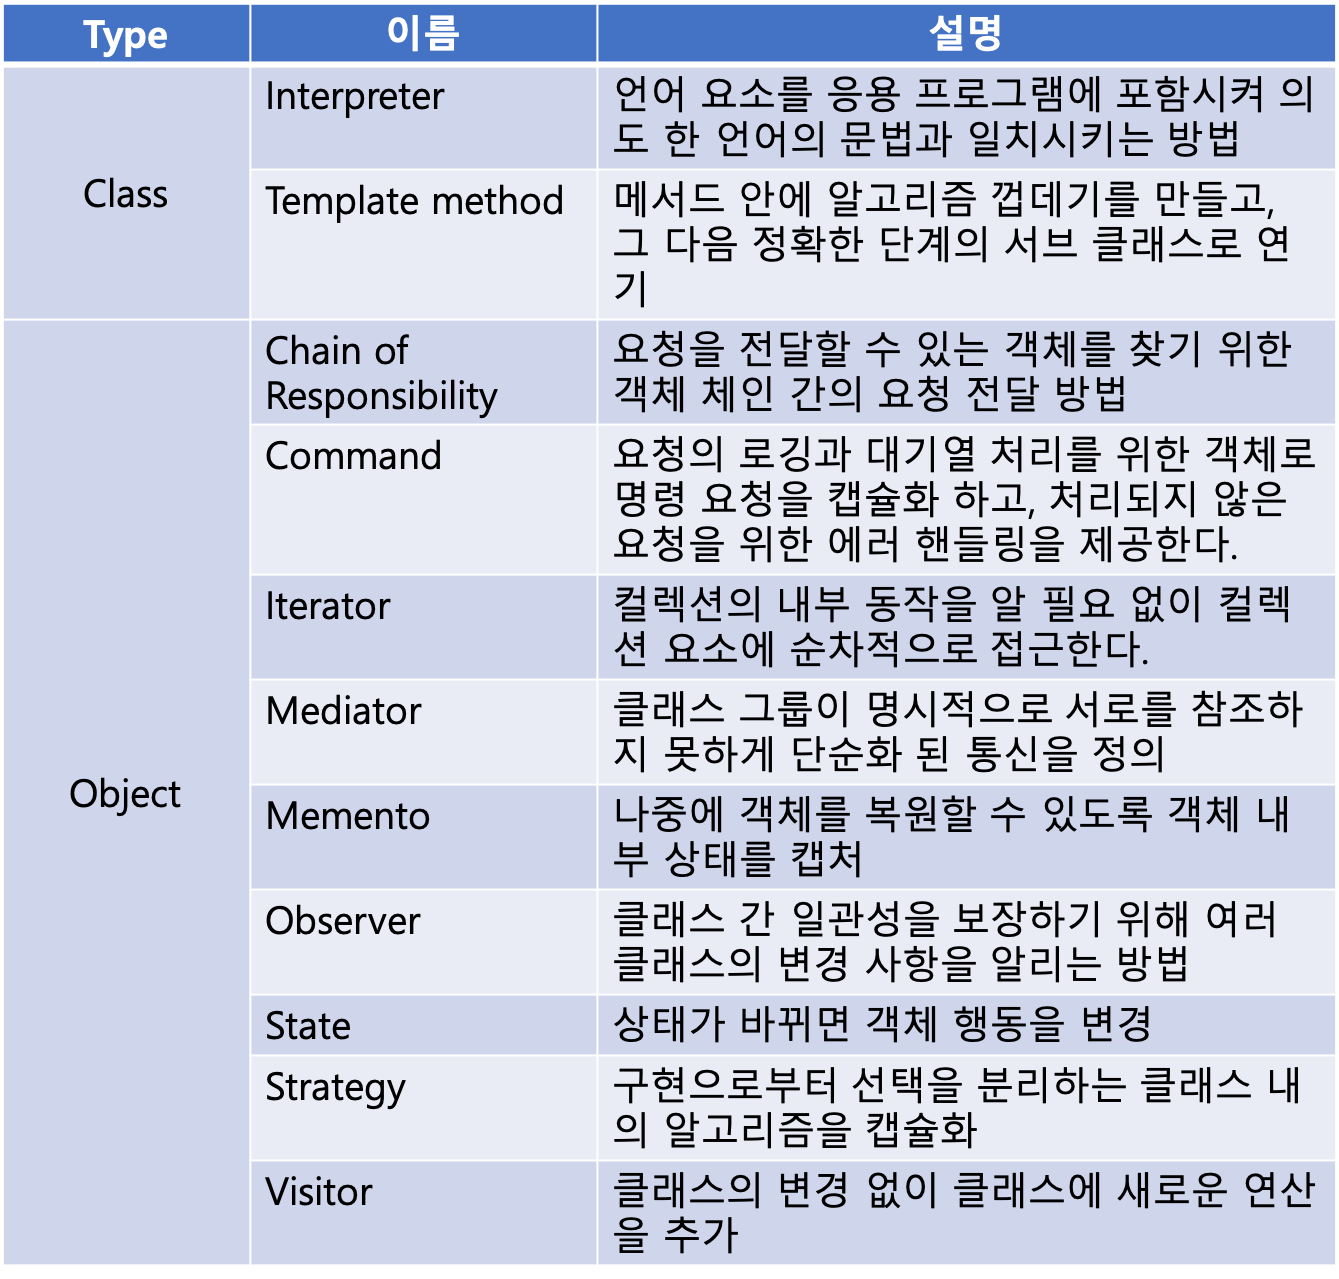 Type 이름 설명
Class
Interpreter
언어 요소를 응용 프로그램에 포함시켜 의
도 한 언어의 문법과 일치시키는 방법
Template method
메서드 안에 알고리즘 껍데기를 만들고,
그 다음 정확한 단계의 서브 클래스로 연
기
Object
Chain of
Responsibility
요청을 전달할 수 있는 객체를 찾기 위한
객체 체인 간의 요청 전달 방법
Command
요청의 로깅과 대기열 처리를 위한 객체로
명령 요청을 캡슐화 하고, 처리되지 않은
요청을 위한 에러 핸들링을 제공한다.
Iterator
컬렉션의 내부 동작을 알 필요 없이 컬렉
션 요소에 순차적으로 접근한다.
Mediator
클래스 그룹이 명시적으로 서로를 참조하
지 못하게 단순화 된 통신을 정의
Memento
나중에 객체를 복원할 수 있도록 객체 내
부 상태를 캡처
Observer
클래스 간 일관성을 보장하기 위해 여러
클래스의 변경 사항을 알리는 방법
State
상태가 바뀌면 객체 행동을 변경
Strategy
구현으로부터 선택을 분리하는 클래스 내
의 알고리즘을 캡슐화
Visitor
클래스의 변경 없이 클래스에 새로운 연산
을 추가